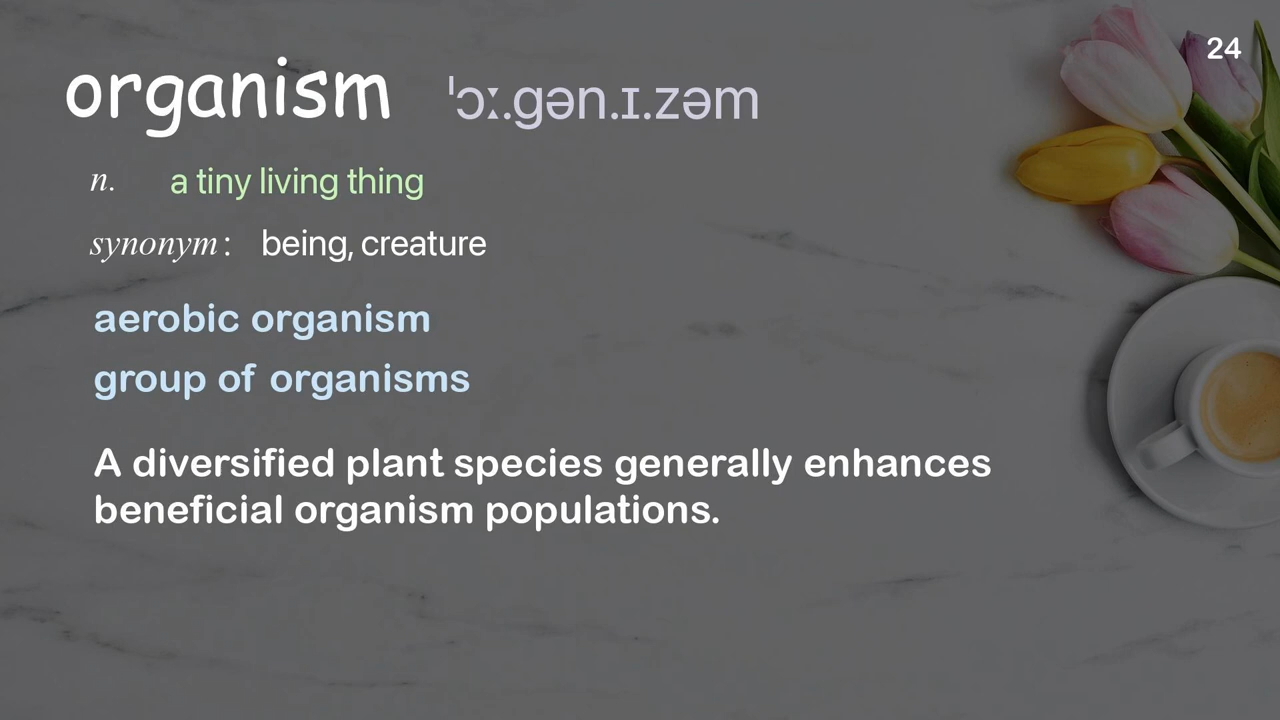 24
organism ˈɔː.gən.ɪ.zəm
n. a tiny living thing
synonym: being, creature
aerobic organism
group of organisms
A diversified plant species generally enhances
beneficial organism populations.